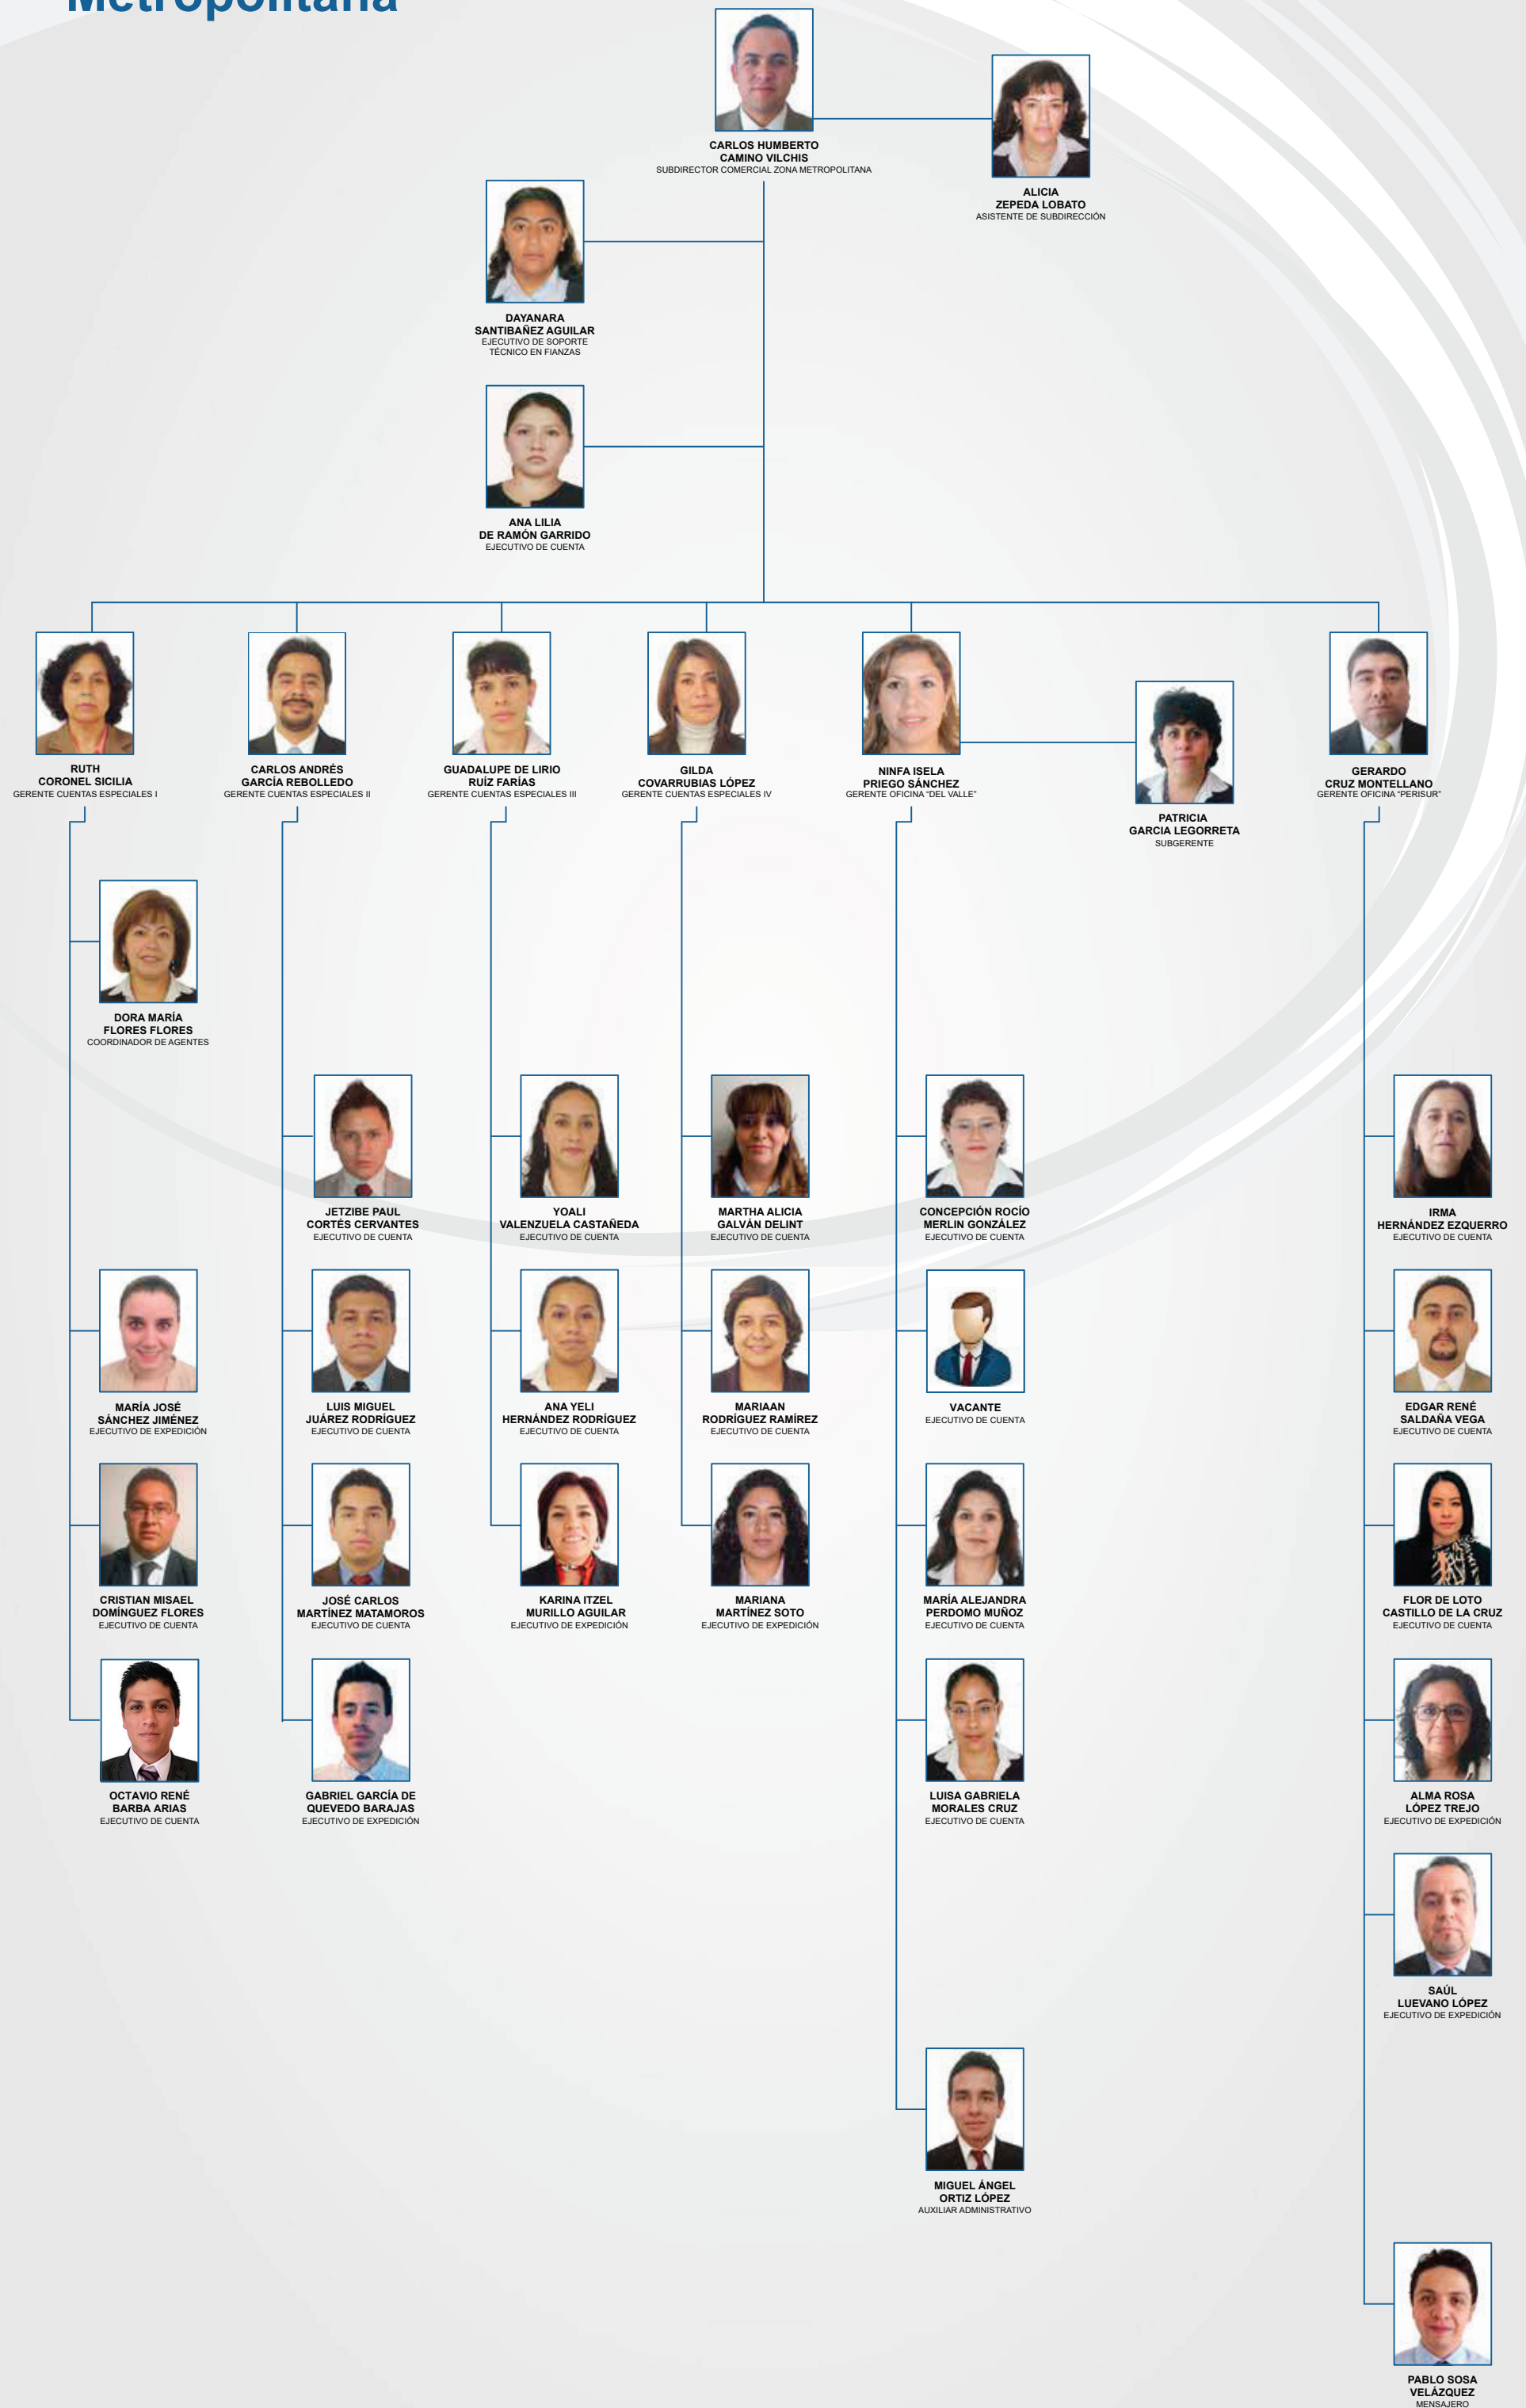 Metropolitana
CARLOS HUMBERTO
CAMINO VILCHIS
SUBDIRECTOR COMERCIAL ZONA METROPOLITANA
ALICIA
ZEPEDA LOBATO
ASISTENTE DE SUBDIRECCIÓN
DAYANARA
SANTIBAÑEZ AGUILAR
EJECUTIVO DE SOPORTE
TÉCNICO EN FIANZAS
ANA LILIA
DE RAMÓN GARRIDO
EJECUTIVO DE CUENTA
RUTH
CORONEL SICILIA
GERENTE CUENTAS ESPECIALES I
CARLOS ANDRÉS
GARCÍA REBOLLEDO
GERENTE CUENTAS ESPECIALES II
GUADALUPE DE LIRIO
RUÍZ FARÍAS
GERENTE CUENTAS ESPECIALES III
GILDA
COVARRUBIAS LÓPEZ
GERENTE CUENTAS ESPECIALES IV
NINFA ISELA
PRIEGO SÁNCHEZ
GERENTE OFICINA “DEL VALLE”
PATRICIA
GARCIA LEGORRETA
SUBGERENTE
GERARDO
CRUZ MONTELLANO
GERENTE OFICINA “PERISUR”
DORA MARÍA
FLORES FLORES
COORDINADOR DE AGENTES
JETZIBE PAUL
CORTÉS CERVANTES
EJECUTIVO DE CUENTA
YOALI
VALENZUELA CASTAÑEDA
EJECUTIVO DE CUENTA
MARTHA ALICIA
GALVÁN DELINT
EJECUTIVO DE CUENTA
CONCEPCIÓN ROCÍO
MERLIN GONZÁLEZ
EJECUTIVO DE CUENTA
IRMA
HERNÁNDEZ EZQUERRO
EJECUTIVO DE CUENTA
MARÍA JOSÉ
SÁNCHEZ JIMÉNEZ
EJECUTIVO DE EXPEDICIÓN
LUIS MIGUEL
JUÁREZ RODRÍGUEZ
EJECUTIVO DE CUENTA
ANA YELI
HERNÁNDEZ RODRÍGUEZ
EJECUTIVO DE CUENTA
MARIAAN
RODRÍGUEZ RAMÍREZ
EJECUTIVO DE CUENTA
VACANTE
EJECUTIVO DE CUENTA
EDGAR RENÉ
SALDAÑA VEGA
EJECUTIVO DE CUENTA
CRISTIAN MISAEL
DOMÍNGUEZ FLORES
EJECUTIVO DE CUENTA
JOSÉ CARLOS
MARTÍNEZ MATAMOROS
EJECUTIVO DE CUENTA
KARINA ITZEL
MURILLO AGUILAR
EJECUTIVO DE EXPEDICIÓN
MARIANA
MARTÍNEZ SOTO
EJECUTIVO DE EXPEDICIÓN
MARÍA ALEJANDRA
PERDOMO MUÑOZ
EJECUTIVO DE CUENTA
FLOR DE LOTO
CASTILLO DE LA CRUZ
EJECUTIVO DE CUENTA
OCTAVIO RENÉ
BARBA ARIAS
EJECUTIVO DE CUENTA
GABRIEL GARCÍA DE
QUEVEDO BARAJAS
EJECUTIVO DE EXPEDICIÓN
LUISA GABRIELA
MORALES CRUZ
EJECUTIVO DE CUENTA
ALMA ROSA
LÓPEZ TREJO
EJECUTIVO DE EXPEDICIÓN
SAÚL
LUEVANO LÓPEZ
EJECUTIVO DE EXPEDICIÓN
MIGUEL ÁNGEL
ORTIZ LÓPEZ
AUXILIAR ADMINISTRATIVO
PABLO SOSA
VELÁZQUEZ
MENSAJERO